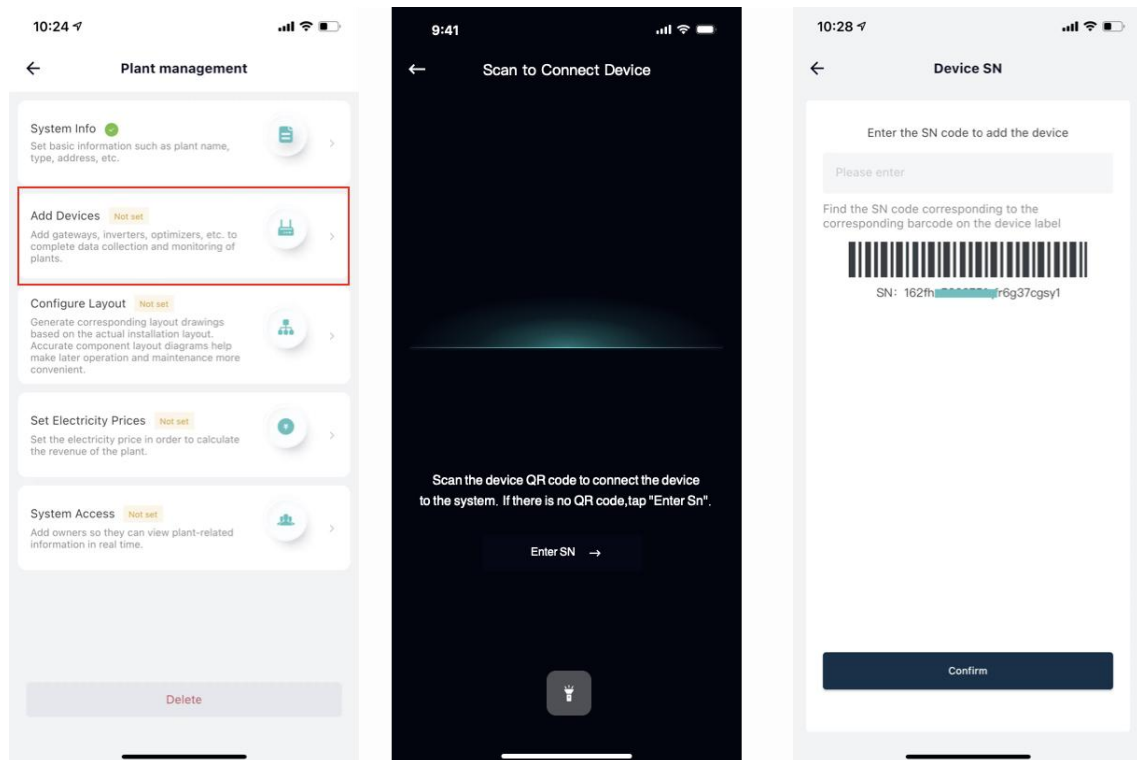 10:24
Plant management
System Info
Set basic information such as plant name,
type, address, etc.
Add Devices Not set
Add gateways, inverters, optimizers, etc. to
complete data collection and monitoring of
plants.
Configure Layout Not set
Generate corresponding layout drawings
based on the actual installation layout.
Accurate component layout diagrams help
make later operation and maintenance more
convenient.
Set Electricity Prices Not set
Set the electricity price in order to calculate
the revenue of the plant.
System Access Not set
Add owners so they can view plant-related
information in real time.
Delete
9:41
Scan to Connect Device
Scan the device QR code to connect the device
to the system. If there is no QR code,tap "Enter Sn".
Enter SN →
10:28
Device SN
Enter the SN code to add the device
Please enter
Find the SN code corresponding to the
corresponding barcode on the device label
SN: 162fh r6g37cgsy1
Confirm